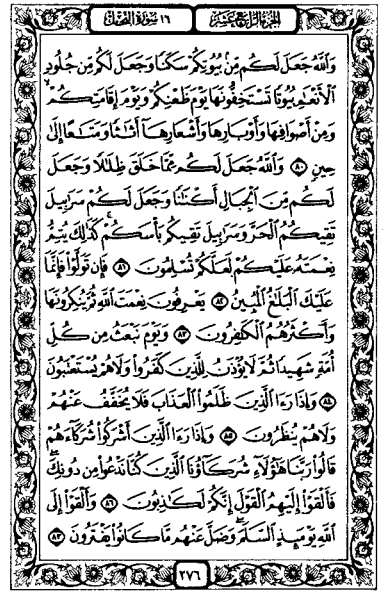 الجزء الرابع عشر ١٦ سورة النحل
وَٱللَّهُ جَعَلَ لَكُم مِّنۢ بُيُوتِكُمْ سَكَنًا وَجَعَلَ لَكُم مِّن جُلُودِ
ٱلْأَنْعَٰمِ بُيُوتًا تَسْتَخِفُّونَهَا يَوْمَ ظَعْنِكُمْ وَيَوْمَ إِقَامَتِكُمْ ۙ
وَمِنْ أَصْوَافِهَا وَأَوْبَارِهَا وَأَشْعَارِهَآ أَثَٰثًا وَمَتَٰعًا إِلَىٰ
حِينٍ ٨٠ وَٱللَّهُ جَعَلَ لَكُم مِّمَّا خَلَقَ ظِلَٰلًا وَجَعَلَ
لَكُم مِّنَ ٱلْجِبَالِ أَكْنَٰنًا وَجَعَلَ لَكُمْ سَرَٰبِيلَ
تَقِيكُمُ ٱلْحَرَّ وَسَرَٰبِيلَ تَقِيكُم بَأْسَكُمْ ۚ كَذَٰلِكَ يُتِمُّ
نِعْمَتَهُۥ عَلَيْكُمْ لَعَلَّكُمْ تُسْلِمُونَ ٨١ فَإِن تَوَلَّوْا۟ فَإِنَّمَا
عَلَيْكَ ٱلْبَلَٰغُ ٱلْمُبِينُ ٨٢ يَعْرِفُونَ نِعْمَتَ ٱللَّهِ ثُمَّ يُنكِرُونَهَا
وَأَكْثَرُهُمُ ٱلْكَٰفِرُونَ ٨٣ وَيَوْمَ نَبْعَثُ مِن كُلِّ
أُمَّةٍ شَهِيدًا ثُمَّ لَا يُؤْذَنُ لِلَّذِينَ كَفَرُوا۟ وَلَا هُمْ يُسْتَعْتَبُونَ
٨٤ وَإِذَا رَءَا ٱلَّذِينَ ظَلَمُوا۟ ٱلْعَذَابَ فَلَا يُخَفَّفُ عَنْهُمْ
وَلَا هُمْ يُنظَرُونَ ٨٥ وَإِذَا رَءَا ٱلَّذِينَ أَشْرَكُوا۟ شُرَكَآءَهُمْ
قَالُوا۟ رَبَّنَا هَٰٓؤُلَآءِ شُرَكَآؤُنَا ٱلَّذِينَ كُنَّا نَدْعُوا۟ مِن دُونِكَ ۖ
فَأَلْقَوْا۟ إِلَيْهِمُ ٱلْقَوْلَ إِنَّكُمْ لَكَٰذِبُونَ ٨٦ وَأَلْقَوْا۟ إِلَى
ٱللَّهِ يَوْمَئِذٍ ٱلسَّلَمَ ۖ وَضَلَّ عَنْهُم مَّا كَانُوا۟ يَفْتَرُونَ ٨٧
٢٧٦